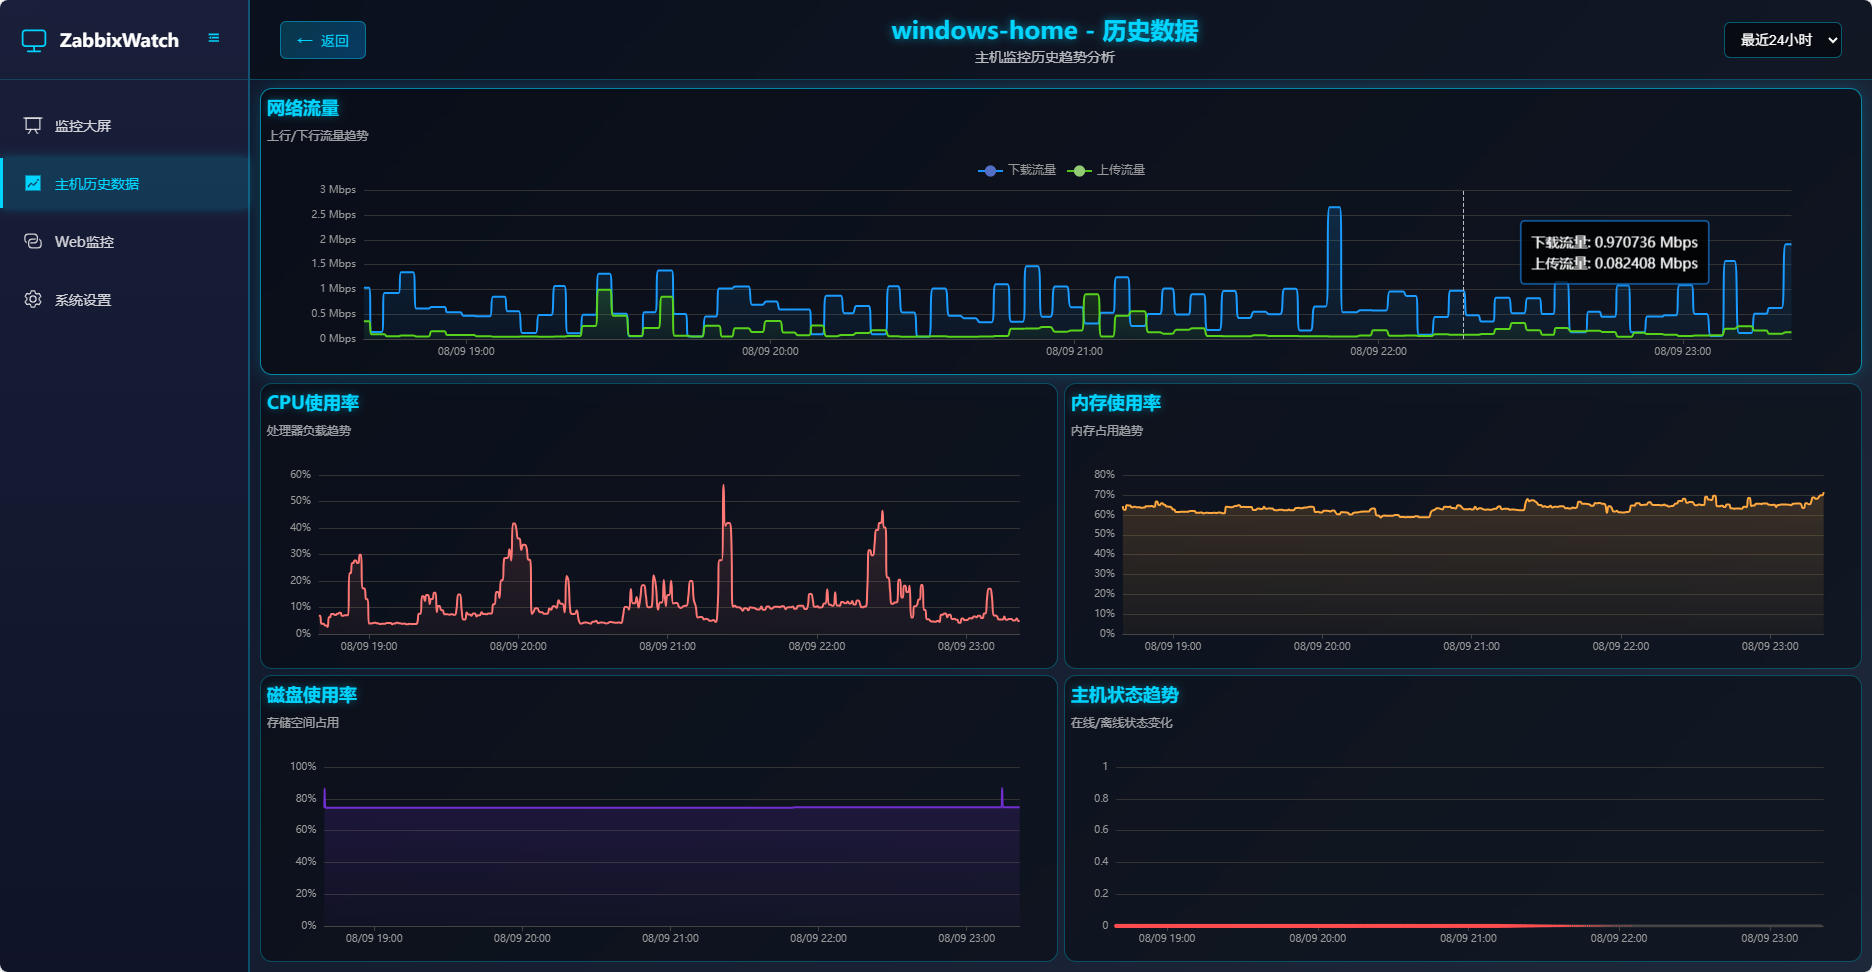 ZabbixWatch
监控大屏
主机历史数据
Web监控
系统设置
← 返回
windows-home - 历史数据
主机监控历史趋势分析
最近24小时
网络流量
上行/下行流量趋势
下载流量 上传流量
3 Mbps
2.5 Mbps
2 Mbps
1.5 Mbps
1 Mbps
0.5 Mbps
0 Mbps
08/09 19:00 08/09 20:00 08/09 21:00 08/09 22:00 08/09 23:00
下载流量: 0.970736 Mbps
上传流量: 0.082408 Mbps
CPU使用率
处理器负载趋势
60%
50%
40%
30%
20%
10%
0%
08/09 19:00 08/09 20:00 08/09 21:00 08/09 22:00 08/09 23:00
内存使用率
内存占用趋势
80%
70%
60%
50%
40%
30%
20%
10%
0%
08/09 19:00 08/09 20:00 08/09 21:00 08/09 22:00 08/09 23:00
磁盘使用率
存储空间占用
100%
80%
60%
40%
20%
0%
08/09 19:00 08/09 20:00 08/09 21:00 08/09 22:00 08/09 23:00
主机状态趋势
在线/离线状态变化
1
0.8
0.6
0.4
0.2
0
08/09 19:00 08/09 20:00 08/09 21:00 08/09 22:00 08/09 23:00